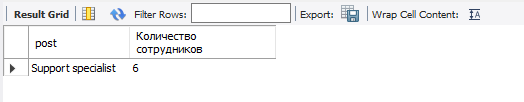 Result Grid Filter Rows: Export: Wrap Cell Content:
post Количество
сотрудников
Support specialist 6